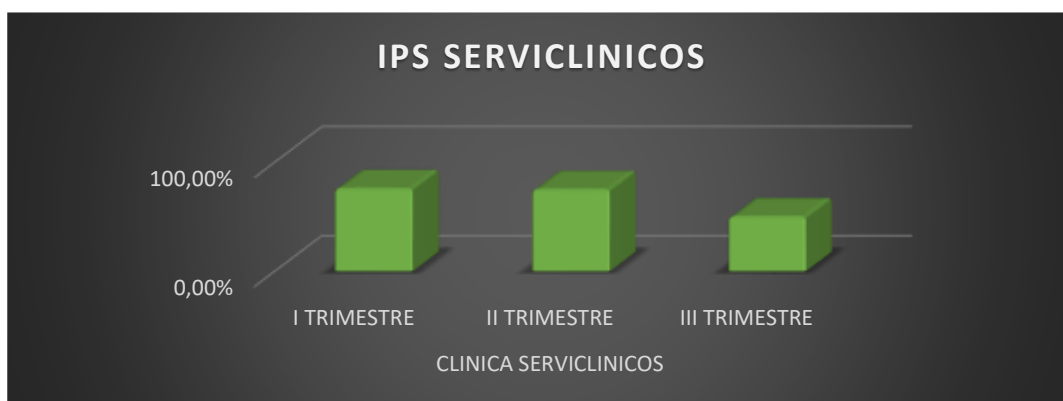 IPS SERVICLINICOS
100,00%
0,00%
I TRIMESTRE II TRIMESTRE III TRIMESTRE
CLINICA SERVICLINICOS